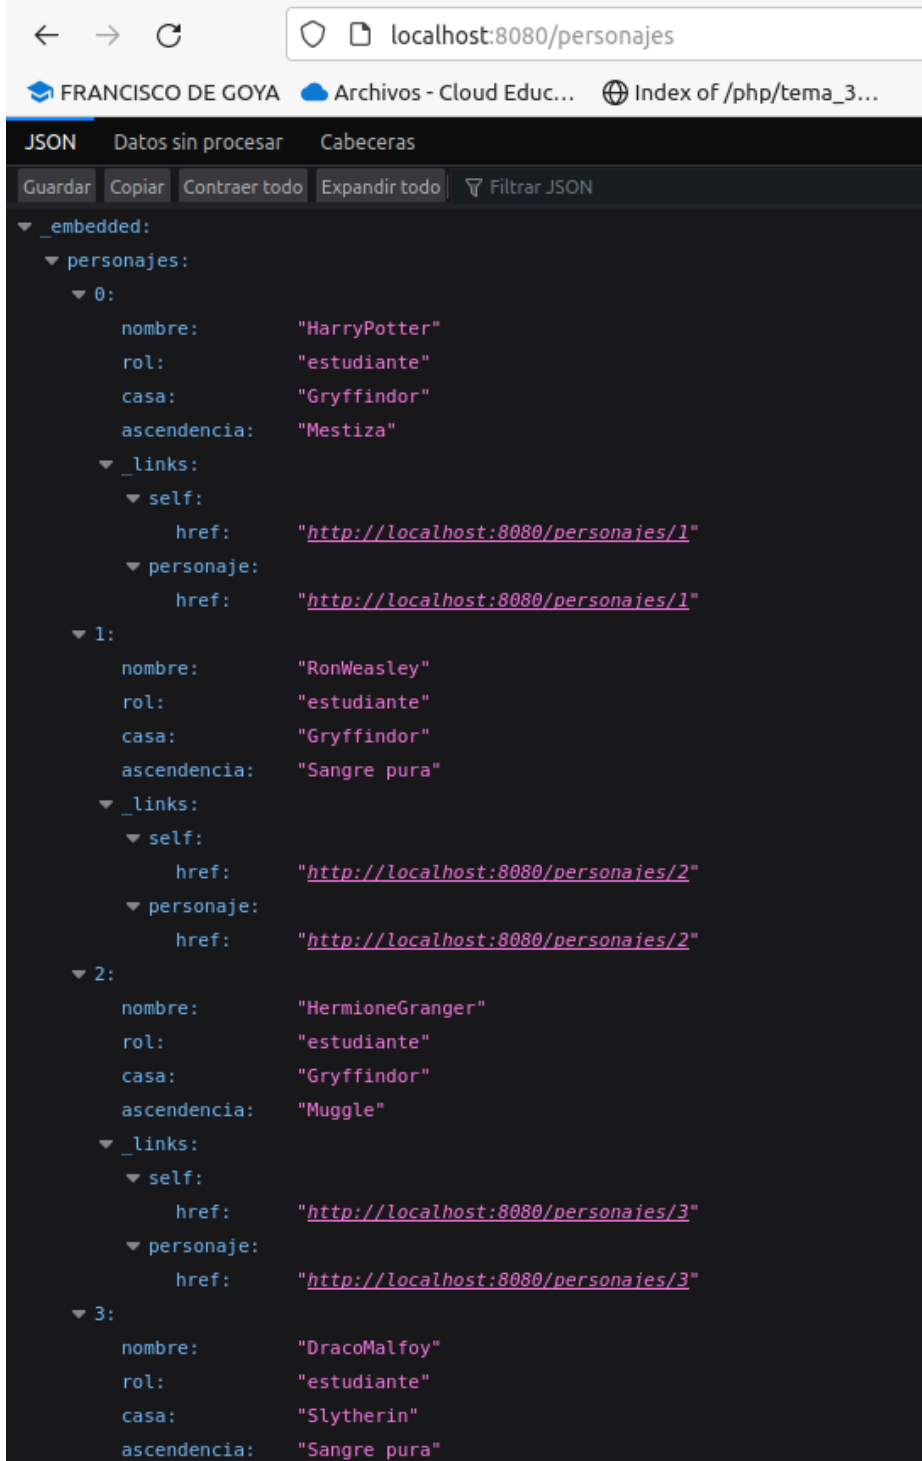 localhost:8080/personajes
FRANCISCO DE GOYA Archivos - Cloud Educ... Index of /php/tema_3...
JSON Datos sin procesar Cabeceras
Guardar Copiar Contraer todo Expandir todo Filtrar JSON
_embedded:
personajes:
0:
nombre: "HarryPotter"
rol: "estudiante"
casa: "Gryffindor"
ascendencia: "Mestiza"
_links:
self:
href: "http://localhost:8080/personajes/1"
personaje:
href: "http://localhost:8080/personajes/1"
1:
nombre: "RonWeasley"
rol: "estudiante"
casa: "Gryffindor"
ascendencia: "Sangre pura"
_links:
self:
href: "http://localhost:8080/personajes/2"
personaje:
href: "http://localhost:8080/personajes/2"
2:
nombre: "HermioneGranger"
rol: "estudiante"
casa: "Gryffindor"
ascendencia: "Muggle"
_links:
self:
href: "http://localhost:8080/personajes/3"
personaje:
href: "http://localhost:8080/personajes/3"
3:
nombre: "DracoMalfoy"
rol: "estudiante"
casa: "Slytherin"
ascendencia: "Sangre pura"